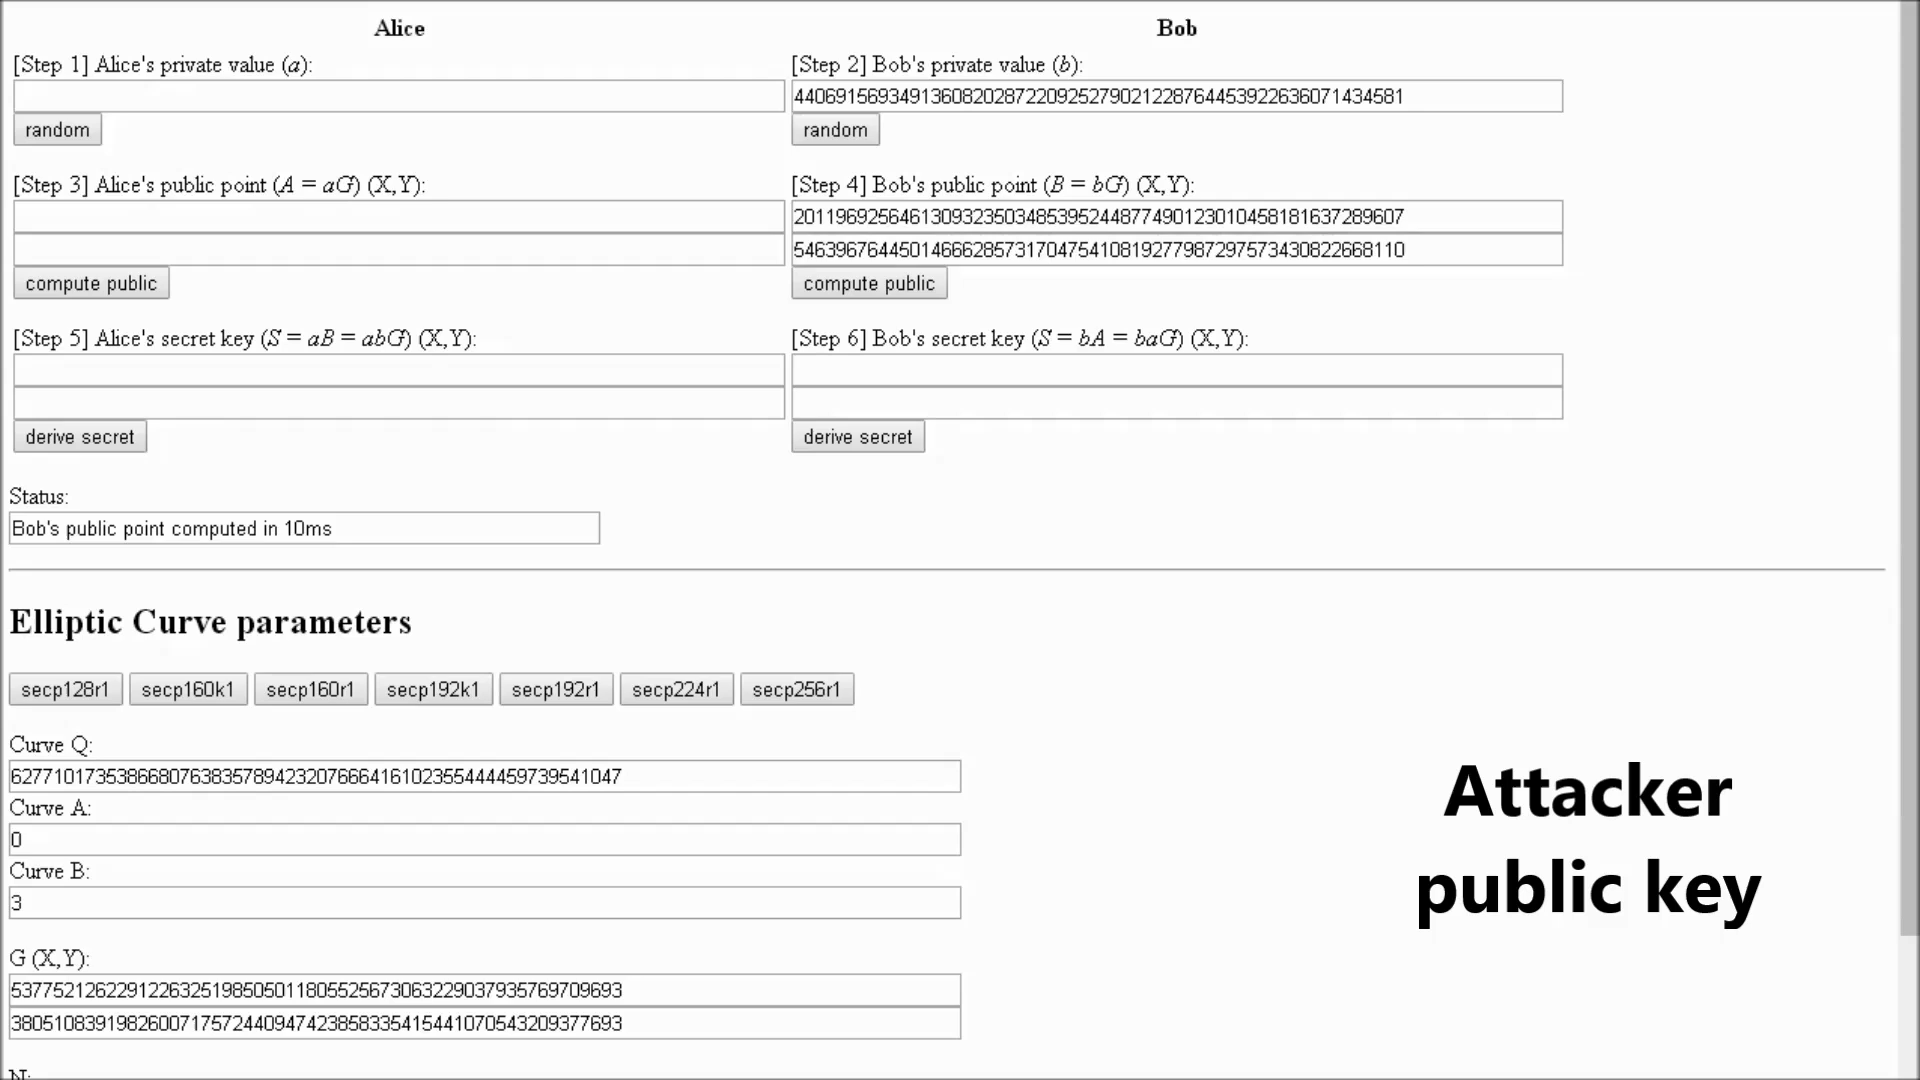 Alice
Bob
[Step 1] Alice's private value (a):
[Step 2] Bob's private value (b):
4406915693491360820287220925279021228764453922636071434581
random
random
[Step 3] Alice's public point (A = aG) (X,Y):
[Step 4] Bob's public point (B = bG) (X,Y):
2011969256461309323503485395244877490123010458181637289607
5463967644501466628573170475410819277987297573430822668110
compute public
compute public
[Step 5] Alice's secret key (S = aB = abG) (X,Y):
[Step 6] Bob's secret key (S = bA = baG) (X,Y):
derive secret
derive secret
Status:
Bob's public point computed in 10ms
Elliptic Curve parameters
secp128r1
secp160k1
secp160r1
secp192k1
secp192r1
secp224r1
secp256r1
Curve Q:
6277101735386680763835789423207666416102355444459739541047
Curve A:
0
Curve B:
3
Attacker
public key
G (X,Y):
5377521262291226325198505011805525673063229037935769709693
3805108391982600717572440947423858335415441070543209377693
N: